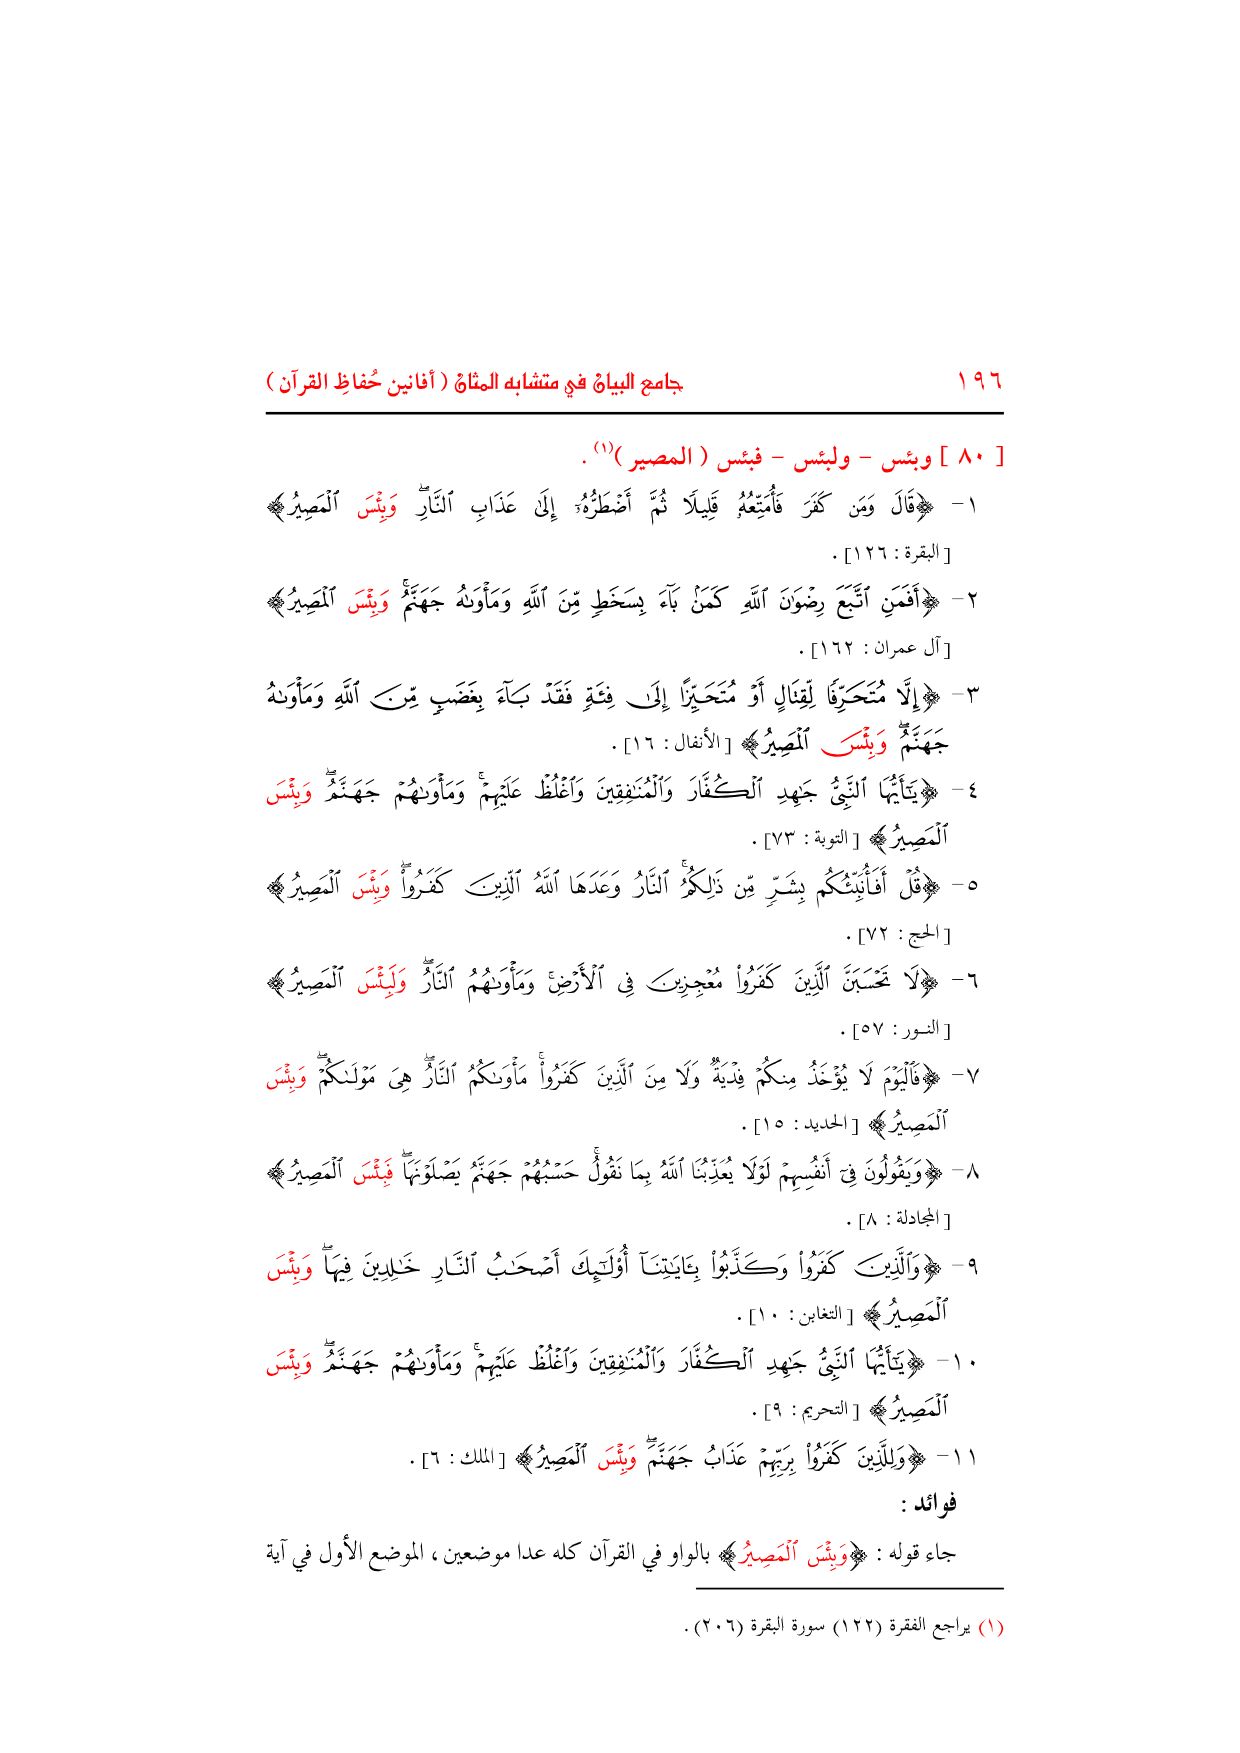 ١٩٦ جامع البيان في متشابه المثان ( أفانين حُفاظِ القرآن )
[ ٨٠ ] وبئس – ولبئس – فبئس ( المصير )(١) .
١- ﴿قَالَ وَمَن كَفَرَ فَأُمَتِّعُهُۥ قَلِيلًا ثُمَّ أَضْطَرُّهُۥٓ إِلَىٰ عَذَابِ ٱلنَّارِۖ وَبِئْسَ ٱلْمَصِيرُ﴾
[البقرة : ١٢٦] .
٢- ﴿أَفَمَنِ ٱتَّبَعَ رِضْوَٰنَ ٱللَّهِ كَمَنۢ بَآءَ بِسَخَطٍ مِّنَ ٱللَّهِ وَمَأْوَىٰهُ جَهَنَّمُۚ وَبِئْسَ ٱلْمَصِيرُ﴾
[آل عمران : ١٦٢] .
٣- ﴿إِلَّا مُتَحَرِّفًا لِّقِتَالٍ أَوْ مُتَحَيِّزًا إِلَىٰ فِئَةٍ فَقَدْ بَآءَ بِغَضَبٍ مِّنَ ٱللَّهِ وَمَأْوَىٰهُ
جَهَنَّمُۖ وَبِئْسَ ٱلْمَصِيرُ﴾ [الأنفال : ١٦] .
٤- ﴿يَٰٓأَيُّهَا ٱلنَّبِىُّ جَٰهِدِ ٱلْكُفَّارَ وَٱلْمُنَٰفِقِينَ وَٱغْلُظْ عَلَيْهِمْۚ وَمَأْوَىٰهُمْ جَهَنَّمُۖ وَبِئْسَ
ٱلْمَصِيرُ﴾ [التوبة : ٧٣] .
٥- ﴿قُلْ أَفَأُنَبِّئُكُم بِشَرٍّ مِّن ذَٰلِكُمُۚ ٱلنَّارُ وَعَدَهَا ٱللَّهُ ٱلَّذِينَ كَفَرُوا۟ۖ وَبِئْسَ ٱلْمَصِيرُ﴾
[الحج : ٧٢] .
٦- ﴿لَا تَحْسَبَنَّ ٱلَّذِينَ كَفَرُوا۟ مُعْجِزِينَ فِى ٱلْأَرْضِۚ وَمَأْوَىٰهُمُ ٱلنَّارُۖ وَلَبِئْسَ ٱلْمَصِيرُ﴾
[النـور : ٥٧] .
٧- ﴿فَٱلْيَوْمَ لَا يُؤْخَذُ مِنكُمْ فِدْيَةٌ وَلَا مِنَ ٱلَّذِينَ كَفَرُوا۟ۚ مَأْوَىٰكُمُ ٱلنَّارُۖ هِىَ مَوْلَىٰكُمْۖ وَبِئْسَ
ٱلْمَصِيرُ﴾ [الحديد : ١٥] .
٨- ﴿وَيَقُولُونَ فِىٓ أَنفُسِهِمْ لَوْلَا يُعَذِّبُنَا ٱللَّهُ بِمَا نَقُولُۚ حَسْبُهُمْ جَهَنَّمُ يَصْلَوْنَهَاۖ فَبِئْسَ ٱلْمَصِيرُ﴾
[المجادلة : ٨] .
٩- ﴿وَٱلَّذِينَ كَفَرُوا۟ وَكَذَّبُوا۟ بِـَٔايَٰتِنَآ أُو۟لَٰٓئِكَ أَصْحَٰبُ ٱلنَّارِ خَٰلِدِينَ فِيهَاۖ وَبِئْسَ
ٱلْمَصِيرُ﴾ [التغابن : ١٠] .
١٠- ﴿يَٰٓأَيُّهَا ٱلنَّبِىُّ جَٰهِدِ ٱلْكُفَّارَ وَٱلْمُنَٰفِقِينَ وَٱغْلُظْ عَلَيْهِمْۚ وَمَأْوَىٰهُمْ جَهَنَّمُۖ وَبِئْسَ
ٱلْمَصِيرُ﴾ [التحريم : ٩] .
١١- ﴿وَلِلَّذِينَ كَفَرُوا۟ بِرَبِّهِمْ عَذَابُ جَهَنَّمَۖ وَبِئْسَ ٱلْمَصِيرُ﴾ [الملك : ٦] .
فوائد :
جاء قوله : ﴿وَبِئْسَ ٱلْمَصِيرُ﴾ بالواو في القرآن كله عدا موضعين ، الموضع الأول في آية
(١) يراجع الفقرة (١٢٢) سورة البقرة (٢٠٦) .